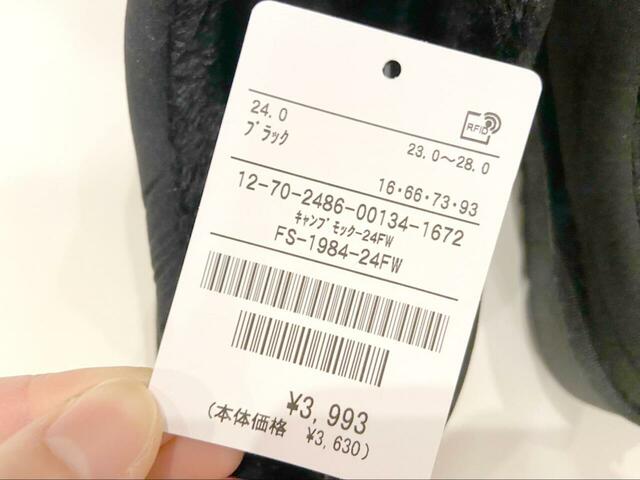 24.0
ブラック
RFID
23.0～28.0
16・66・73・93
12-70-2486-00134-1672
ｷｬﾝﾌﾟﾓｯｸ-24FW
FS-1984-24FW
¥3,993
(本体価格 ¥3,630)